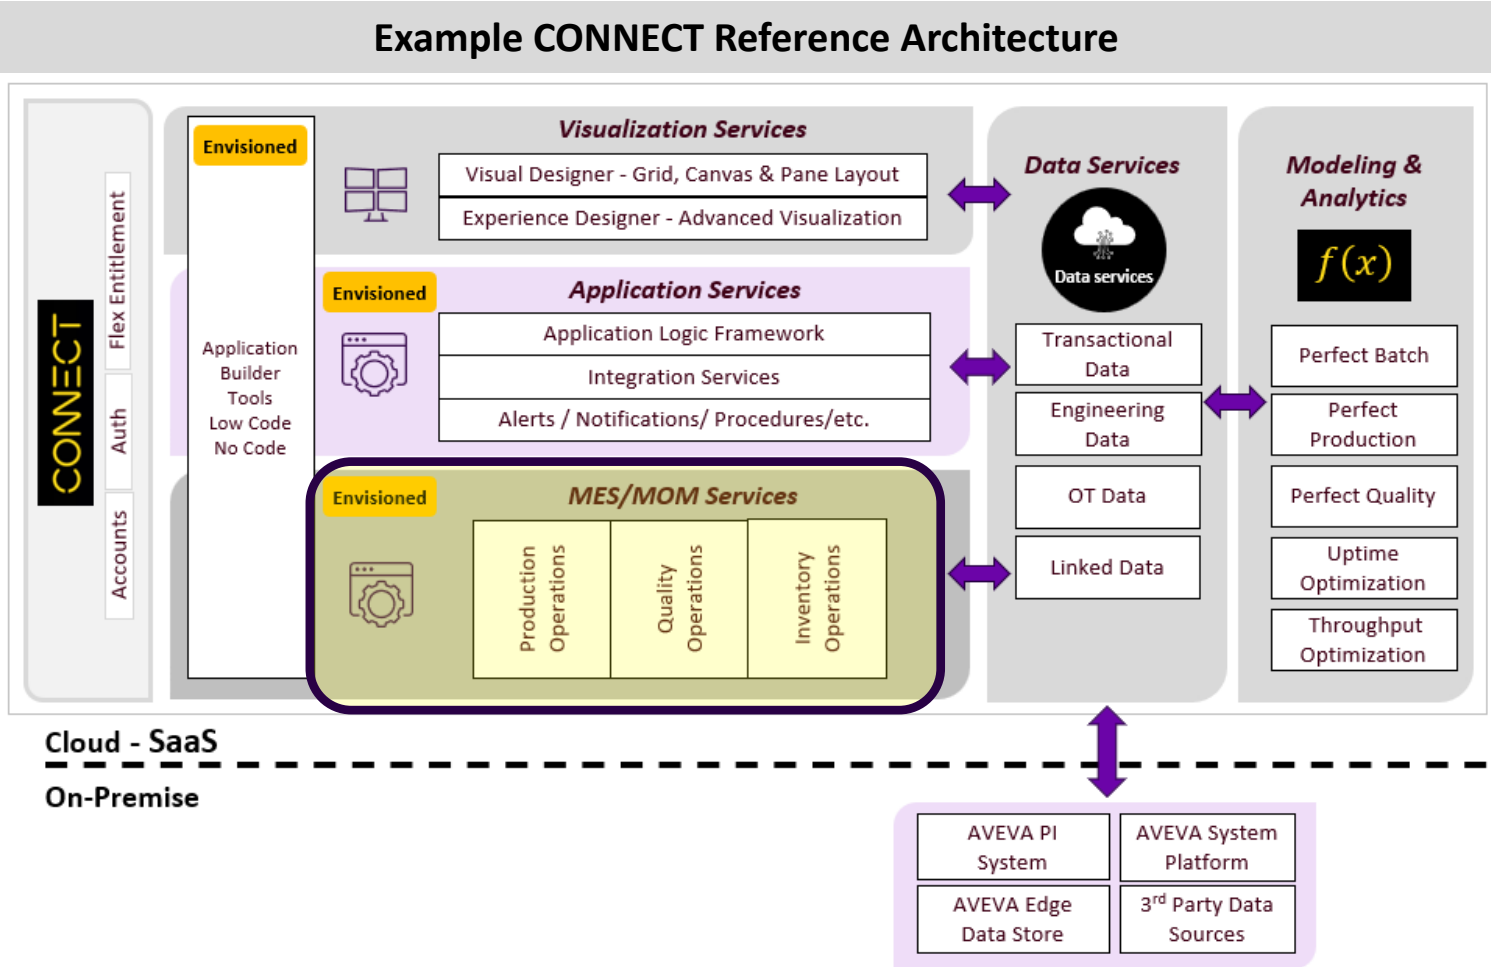 Example CONNECT Reference Architecture
CONNECT
Flex Entitlement
Auth
Accounts
Envisioned
Application
Builder
Tools
Low Code
No Code
Visualization Services
Visual Designer - Grid, Canvas & Pane Layout
Experience Designer - Advanced Visualization
Envisioned
Application Services
Application Logic Framework
Integration Services
Alerts / Notifications/ Procedures/etc.
Envisioned
MES/MOM Services
Production
Operations
Quality
Operations
Inventory
Operations
Data Services
Data services
Transactional
Data
Engineering
Data
OT Data
Linked Data
Modeling &
Analytics
f(x)
Perfect Batch
Perfect
Production
Perfect Quality
Uptime
Optimization
Throughput
Optimization
Cloud - SaaS
On-Premise
AVEVA PI
System
AVEVA System
Platform
AVEVA Edge
Data Store
3rd Party Data
Sources